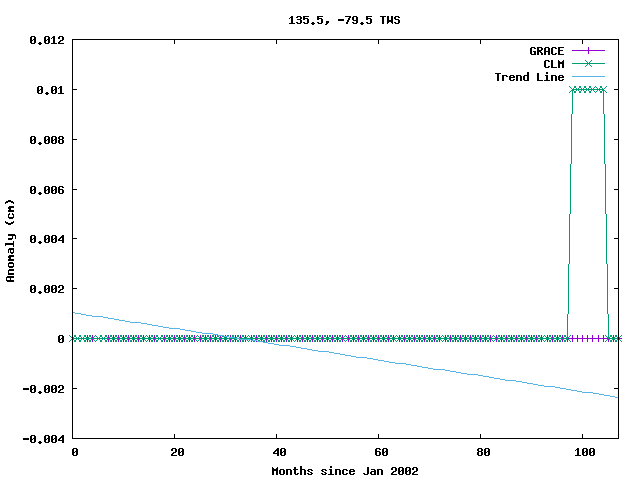 135.5, -79.5 TWS
GRACE
CLM
Trend Line
0.012
0.01
0.008
0.006
0.004
0.002
0
-0.002
-0.004
Anomaly (cm)
0 20 40 60 80 100
Months since Jan 2002